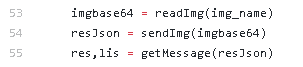 53 imgbase64 = readImg(img_name)
54 resJson = sendImg(imgbase64)
55 res,lis = getMessage(resJson)